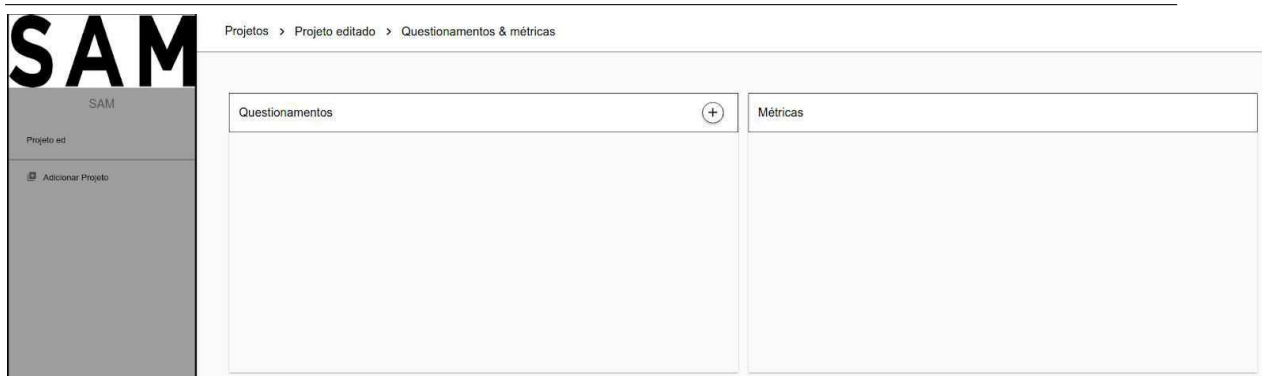 SAM
SAM
Projeto ed
Adicionar Projeto
Projetos > Projeto editado > Questionamentos & métricas
Questionamentos
Métricas